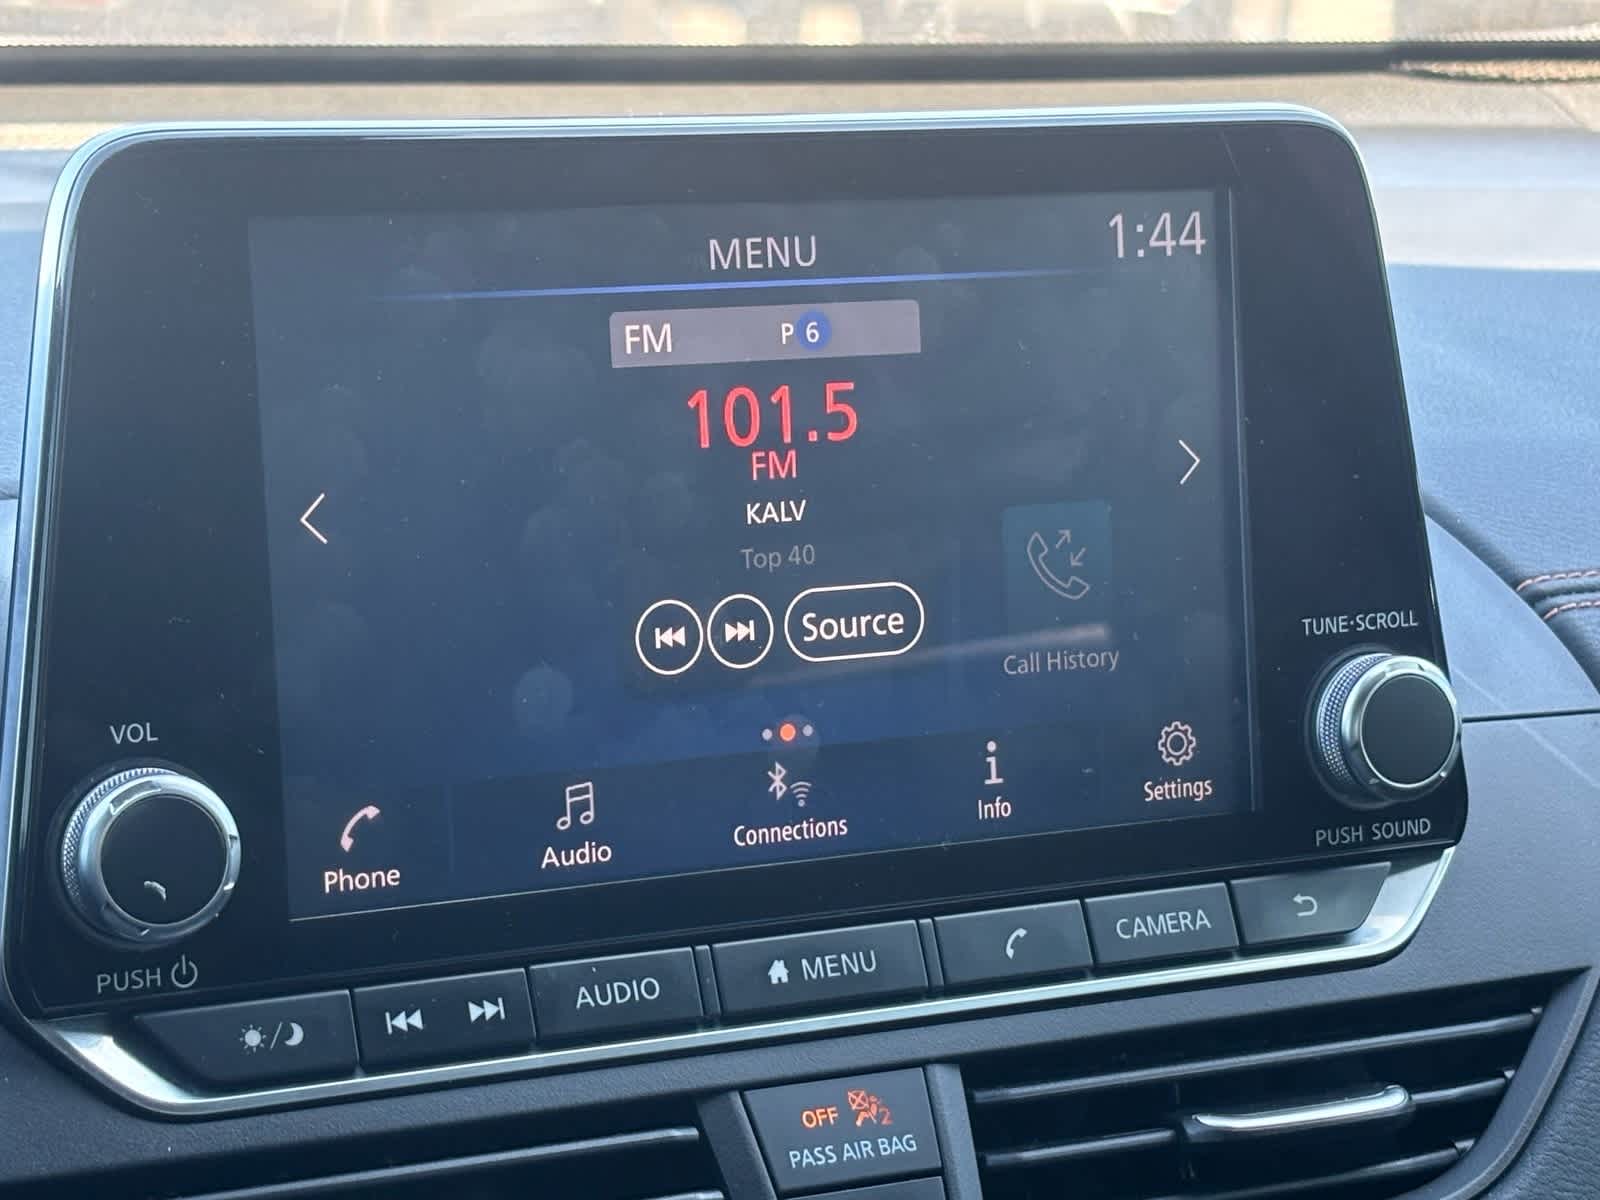 MENU
1:44
FM P 6
101.5
FM
KALV
Top 40
Source
Call History
Phone
Audio
Connections
Info
Settings
VOL
PUSH
TUNE·SCROLL
PUSH SOUND
AUDIO
MENU
CAMERA
OFF 2
PASS AIR BAG